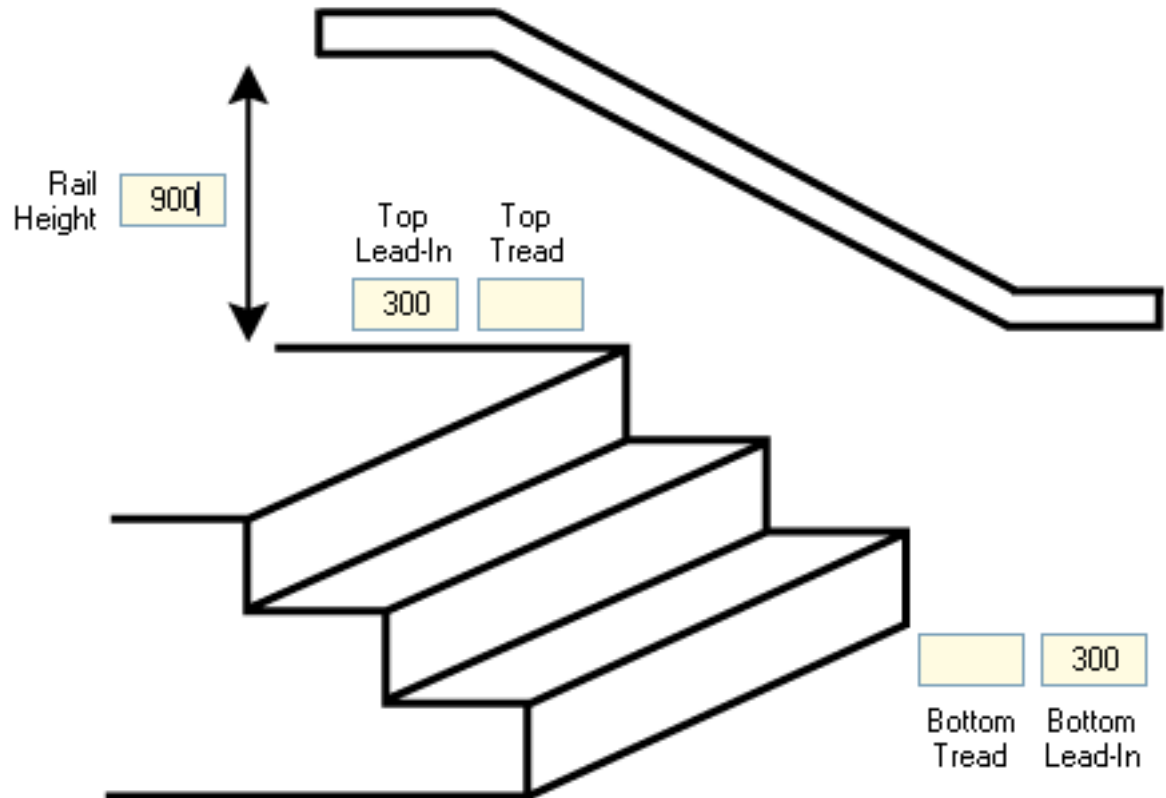 Rail
Height
900
Top
Lead-In
Top
Tread
300
300
Bottom
Tread
Bottom
Lead-In